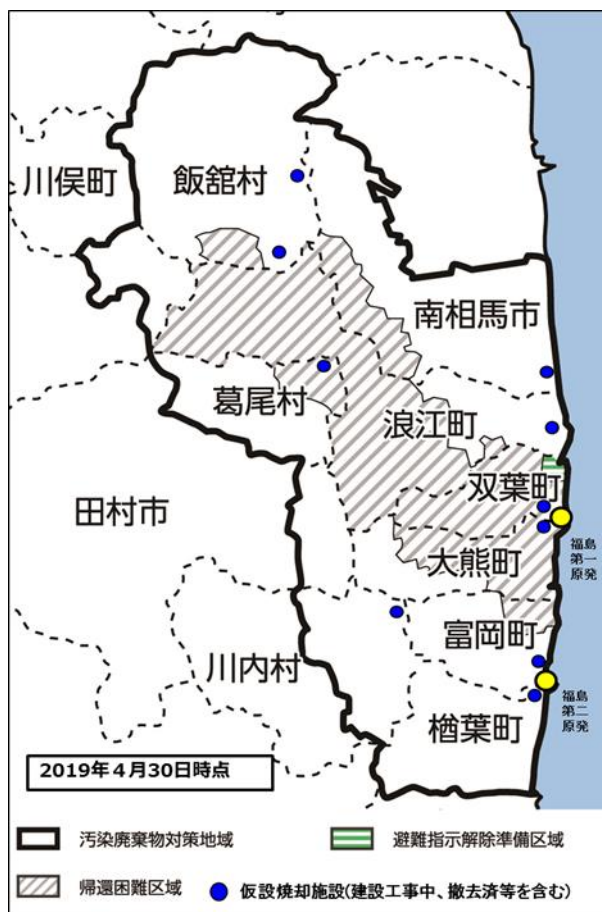 飯舘村
川俣町
南相馬市
葛尾村
浪江町
双葉町
田村市
福島
第一
原発
大熊町
富岡町
川内村
福島
第二
原発
楢葉町
2019年4月30日時点
汚染廃棄物対策地域
避難指示解除準備区域
帰還困難区域
仮設焼却施設(建設工事中、撤去済等を含む)